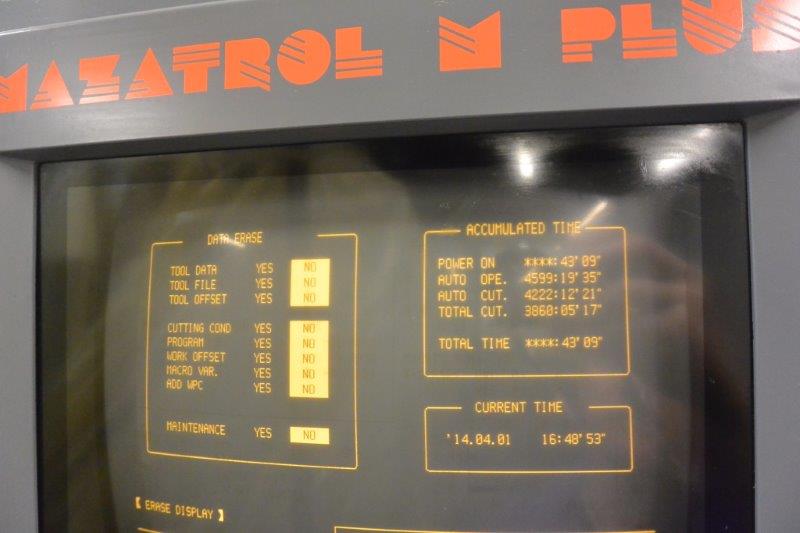 MAZATROL M PLUS
DATA ERASE
TOOL DATA YES NO
TOOL FILE YES NO
TOOL OFFSET YES NO
CUTTING COND YES NO
PROGRAM YES NO
WORK OFFSET YES NO
MACRO VAR. YES NO
ADD WPC YES NO
MAINTENANCE YES NO
【 ERASE DISPLAY 】
ACCUMULATED TIME
POWER ON ****:43'09"
AUTO OPE. 4599:19'35"
AUTO CUT. 4222:12'21"
TOTAL CUT. 3860:05'17"
TOTAL TIME ****:43'09"
CURRENT TIME
'14.04.01 16:48'53"